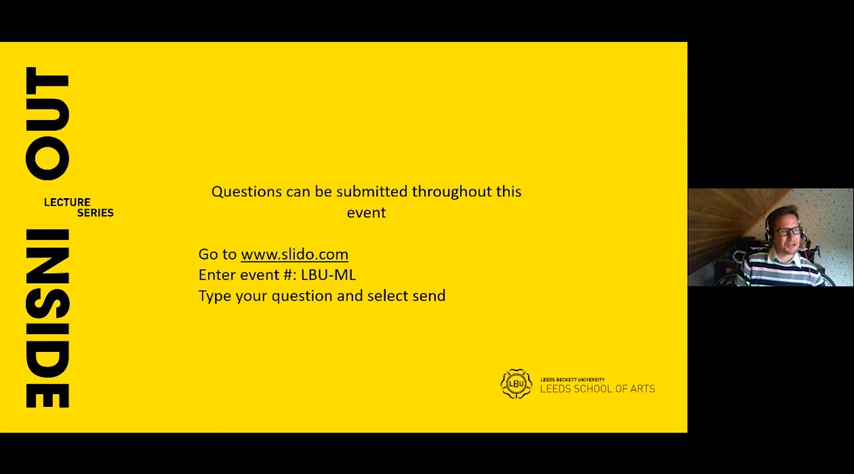 INSIDE OUT
LECTURE
SERIES
Questions can be submitted throughout this
event
Go to www.slido.com
Enter event #: LBU-ML
Type your question and select send
LBU
LEEDS BECKETT UNIVERSITY
LEEDS SCHOOL OF ARTS